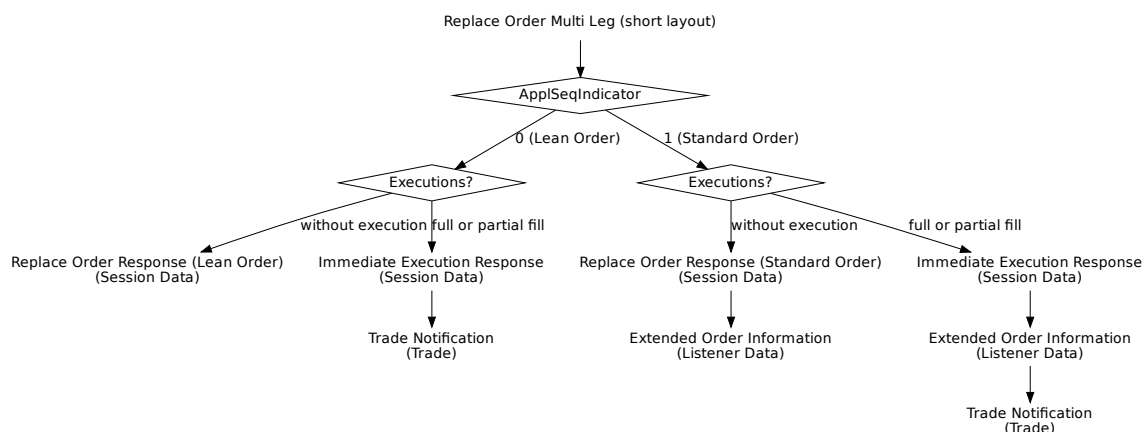 Replace Order Multi Leg (short layout)
ApplSeqIndicator
0 (Lean Order)
1 (Standard Order)
Executions?
Executions?
without execution
full or partial fill
without execution
full or partial fill
Replace Order Response (Lean Order)
(Session Data)
Immediate Execution Response
(Session Data)
Replace Order Response (Standard Order)
(Session Data)
Immediate Execution Response
(Session Data)
Trade Notification
(Trade)
Extended Order Information
(Listener Data)
Extended Order Information
(Listener Data)
Trade Notification
(Trade)